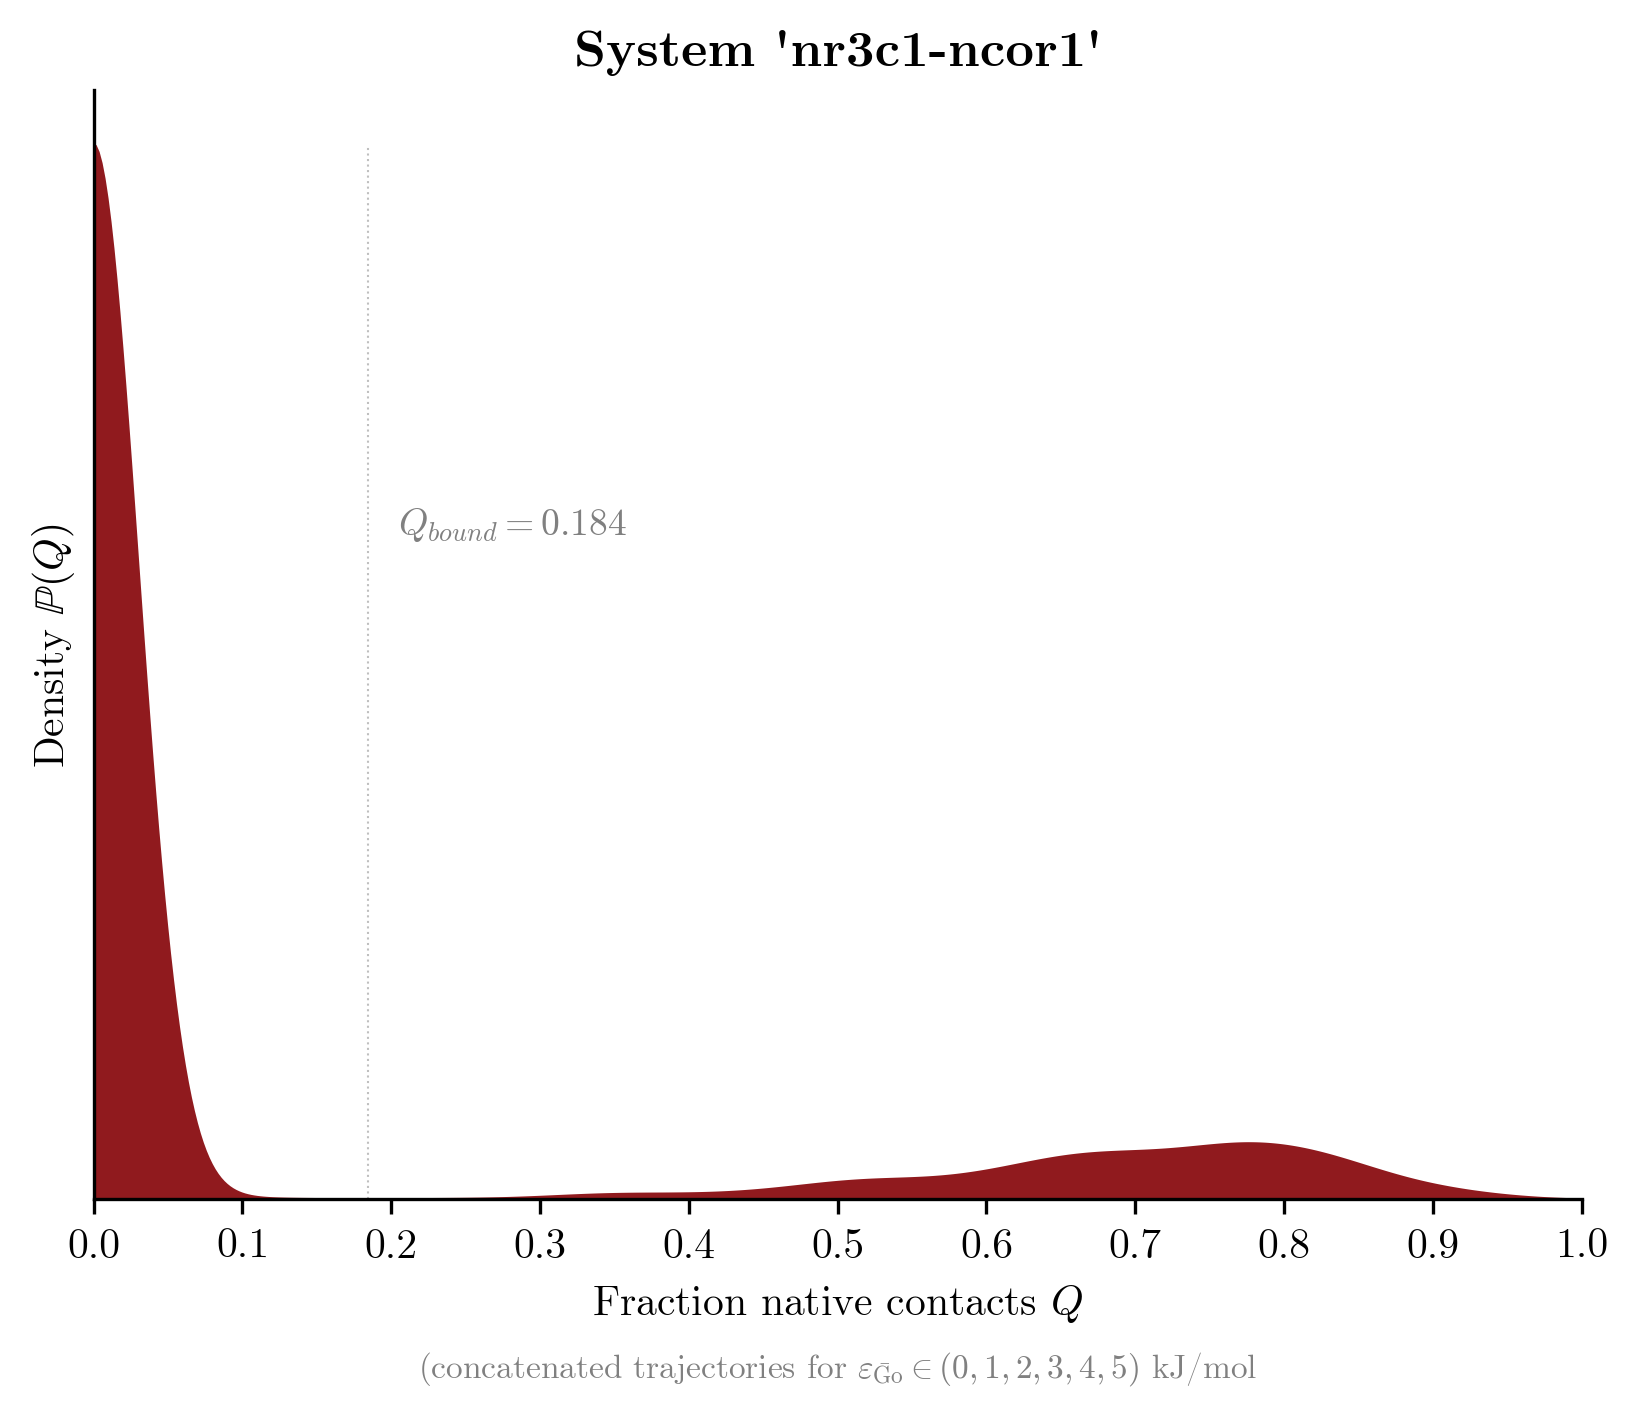 System 'nr3c1-ncor1'
Density ℙ(Q)
Q_bound = 0.184
0.0 0.1 0.2 0.3 0.4 0.5 0.6 0.7 0.8 0.9 1.0
Fraction native contacts Q
(concatenated trajectories for ε_Ḡo ∈ (0, 1, 2, 3, 4, 5) kJ/mol